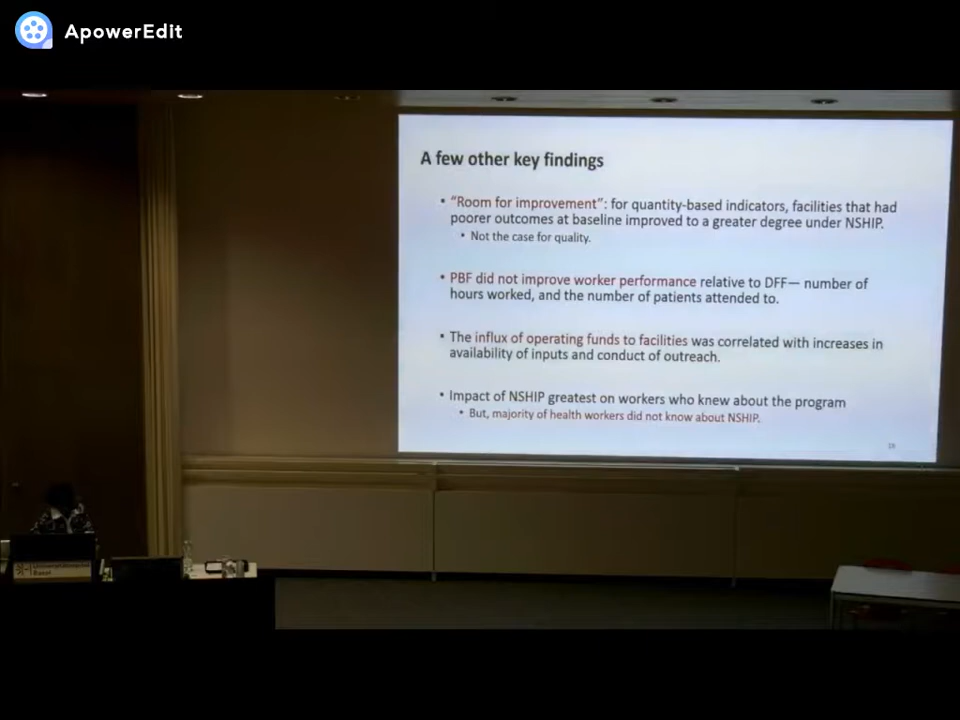 ApowerEdit
A few other key findings
• "Room for improvement": for quantity-based indicators, facilities that had
poorer outcomes at baseline improved to a greater degree under NSHIP.
• Not the case for quality.
• PBF did not improve worker performance relative to DFF— number of
hours worked, and the number of patients attended to.
• The influx of operating funds to facilities was correlated with increases in
availability of inputs and conduct of outreach.
• Impact of NSHIP greatest on workers who knew about the program
• But, majority of health workers did not know about NSHIP.
Universitätsspital
Basel